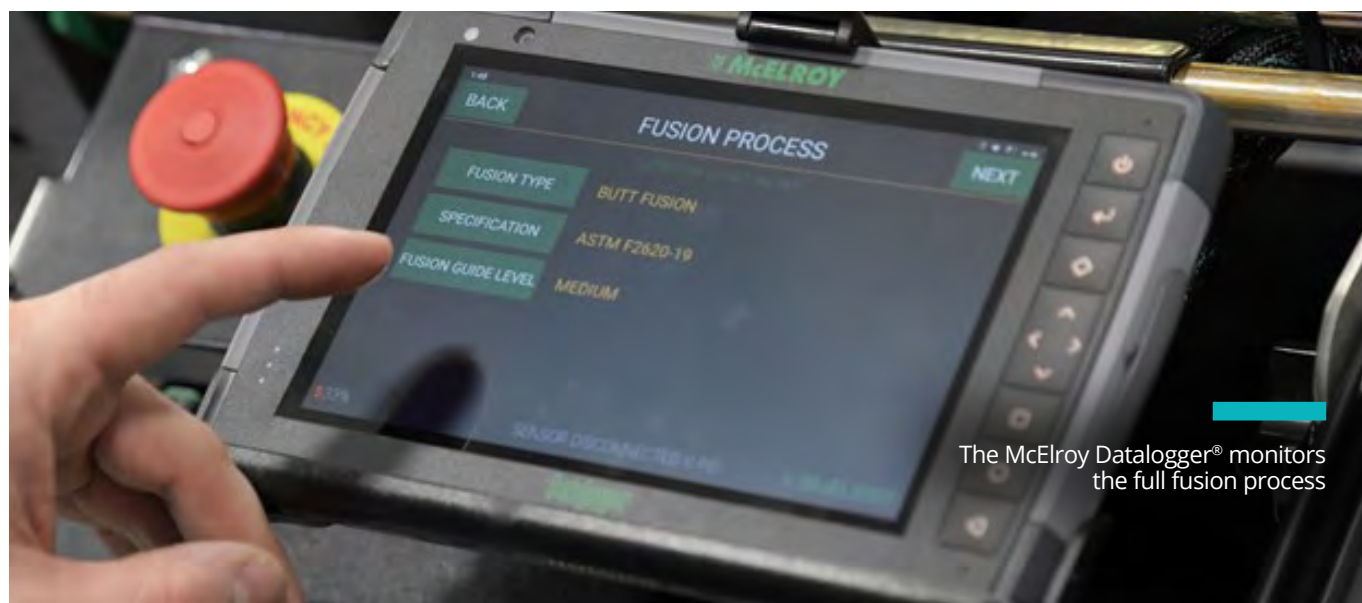 McELROY
BACK
FUSION PROCESS
NEXT
FUSION TYPE
BUTT FUSION
SPECIFICATION
ASTM F2620-19
FUSION GUIDE LEVEL
MEDIUM
SENSOR DISCONNECTED
The McElroy Datalogger® monitors
the full fusion process